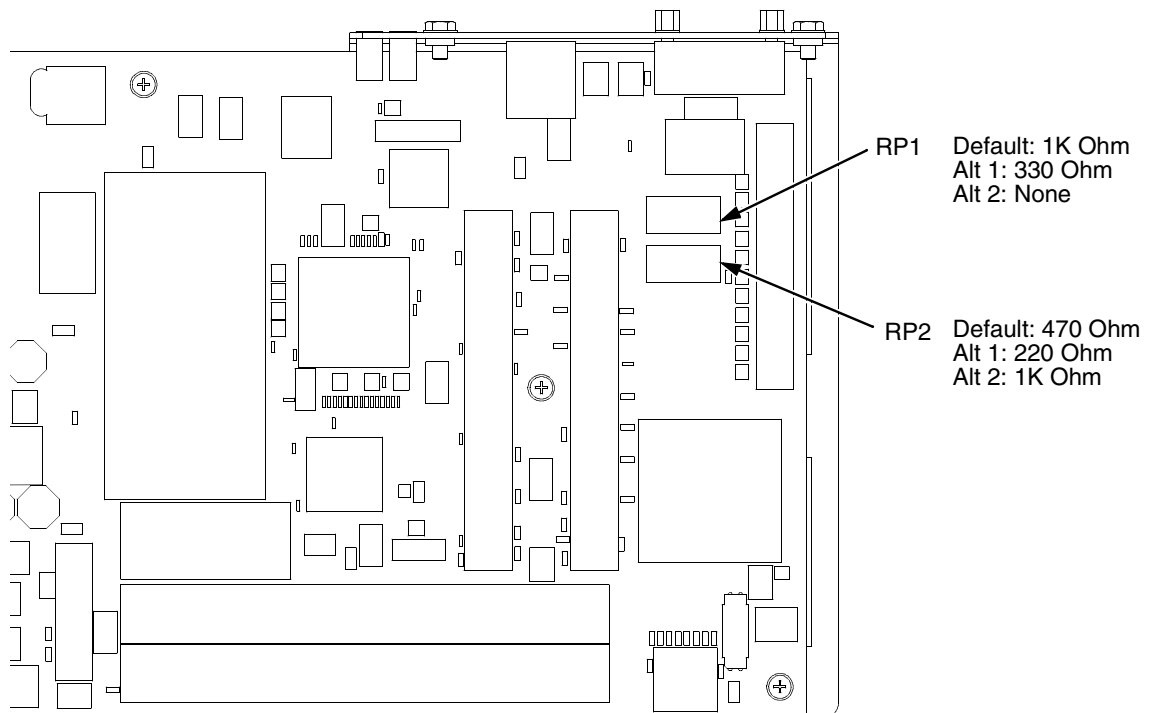 RP1
Default: 1K Ohm
Alt 1: 330 Ohm
Alt 2: None
RP2
Default: 470 Ohm
Alt 1: 220 Ohm
Alt 2: 1K Ohm